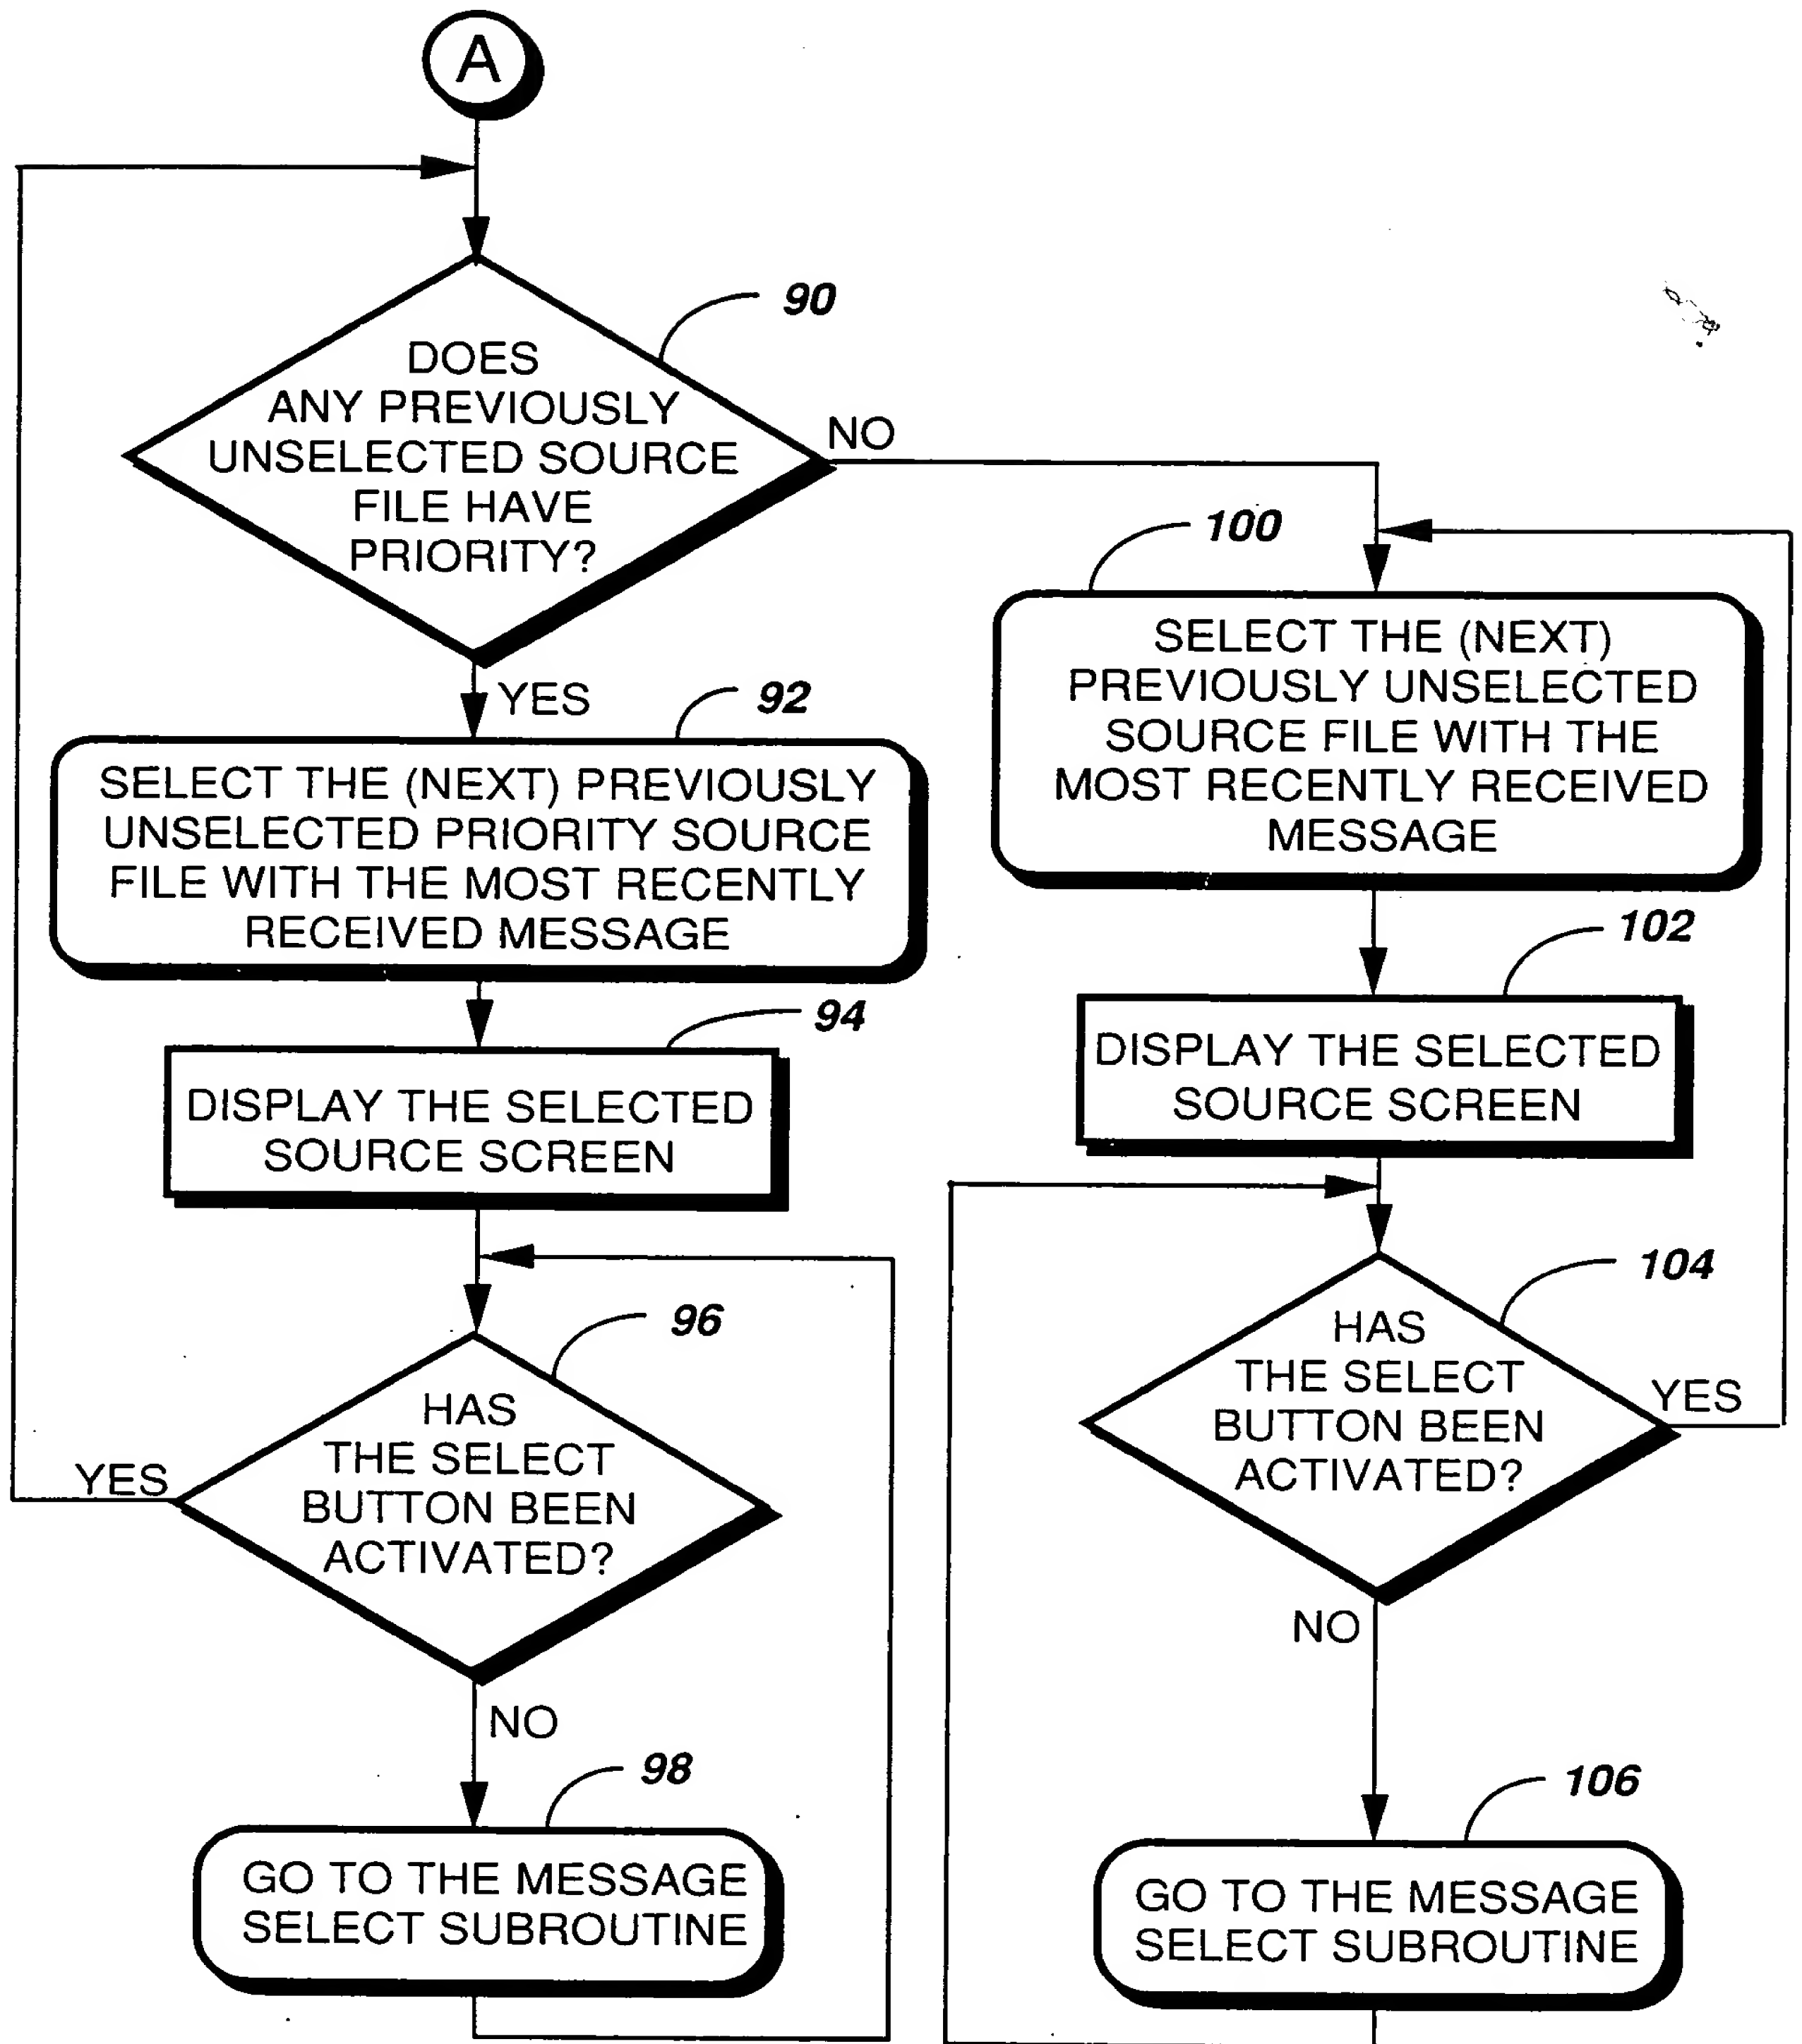 A
90
DOES
ANY PREVIOUSLY
UNSELECTED SOURCE
FILE HAVE
PRIORITY?
NO
YES
92
SELECT THE (NEXT) PREVIOUSLY
UNSELECTED PRIORITY SOURCE
FILE WITH THE MOST RECENTLY
RECEIVED MESSAGE
94
DISPLAY THE SELECTED
SOURCE SCREEN
96
HAS
THE SELECT
BUTTON BEEN
ACTIVATED?
YES
NO
98
GO TO THE MESSAGE
SELECT SUBROUTINE
100
SELECT THE (NEXT)
PREVIOUSLY UNSELECTED
SOURCE FILE WITH THE
MOST RECENTLY RECEIVED
MESSAGE
102
DISPLAY THE SELECTED
SOURCE SCREEN
104
HAS
THE SELECT
BUTTON BEEN
ACTIVATED?
YES
NO
106
GO TO THE MESSAGE
SELECT SUBROUTINE